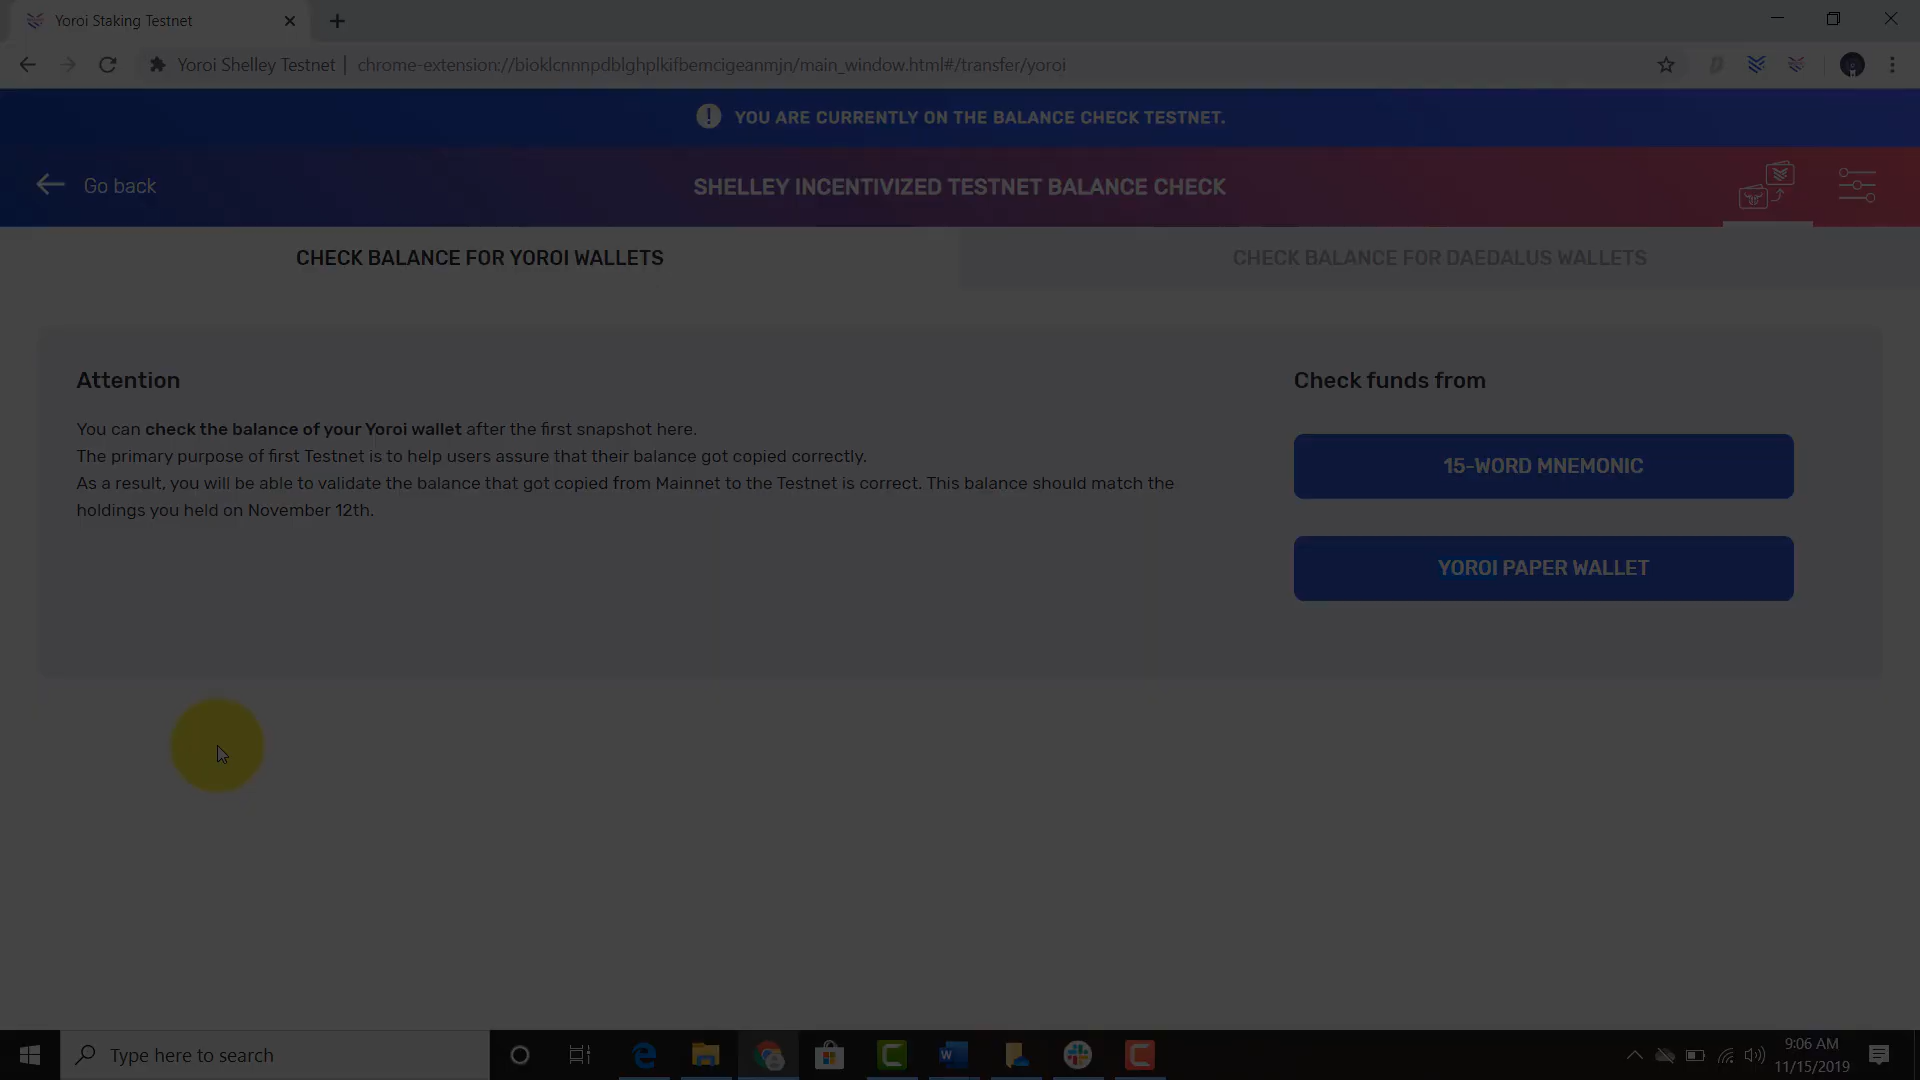 Yoroi Staking Testnet
Yoroi Shelley Testnet | chrome-extension://bioklcnnnpdblghplkifbemcigeanmjn/main_window.html#/transfer/yoroi
YOU ARE CURRENTLY ON THE BALANCE CHECK TESTNET.
Go back
SHELLEY INCENTIVIZED TESTNET BALANCE CHECK
CHECK BALANCE FOR YOROI WALLETS
CHECK BALANCE FOR DAEDALUS WALLETS
Attention
You can check the balance of your Yoroi wallet after the first snapshot here.
The primary purpose of first Testnet is to help users assure that their balance got copied correctly.
As a result, you will be able to validate the balance that got copied from Mainnet to the Testnet is correct. This balance should match the
holdings you held on November 12th.
Check funds from
15-WORD MNEMONIC
YOROI PAPER WALLET
Type here to search
9:06 AM
11/15/2019